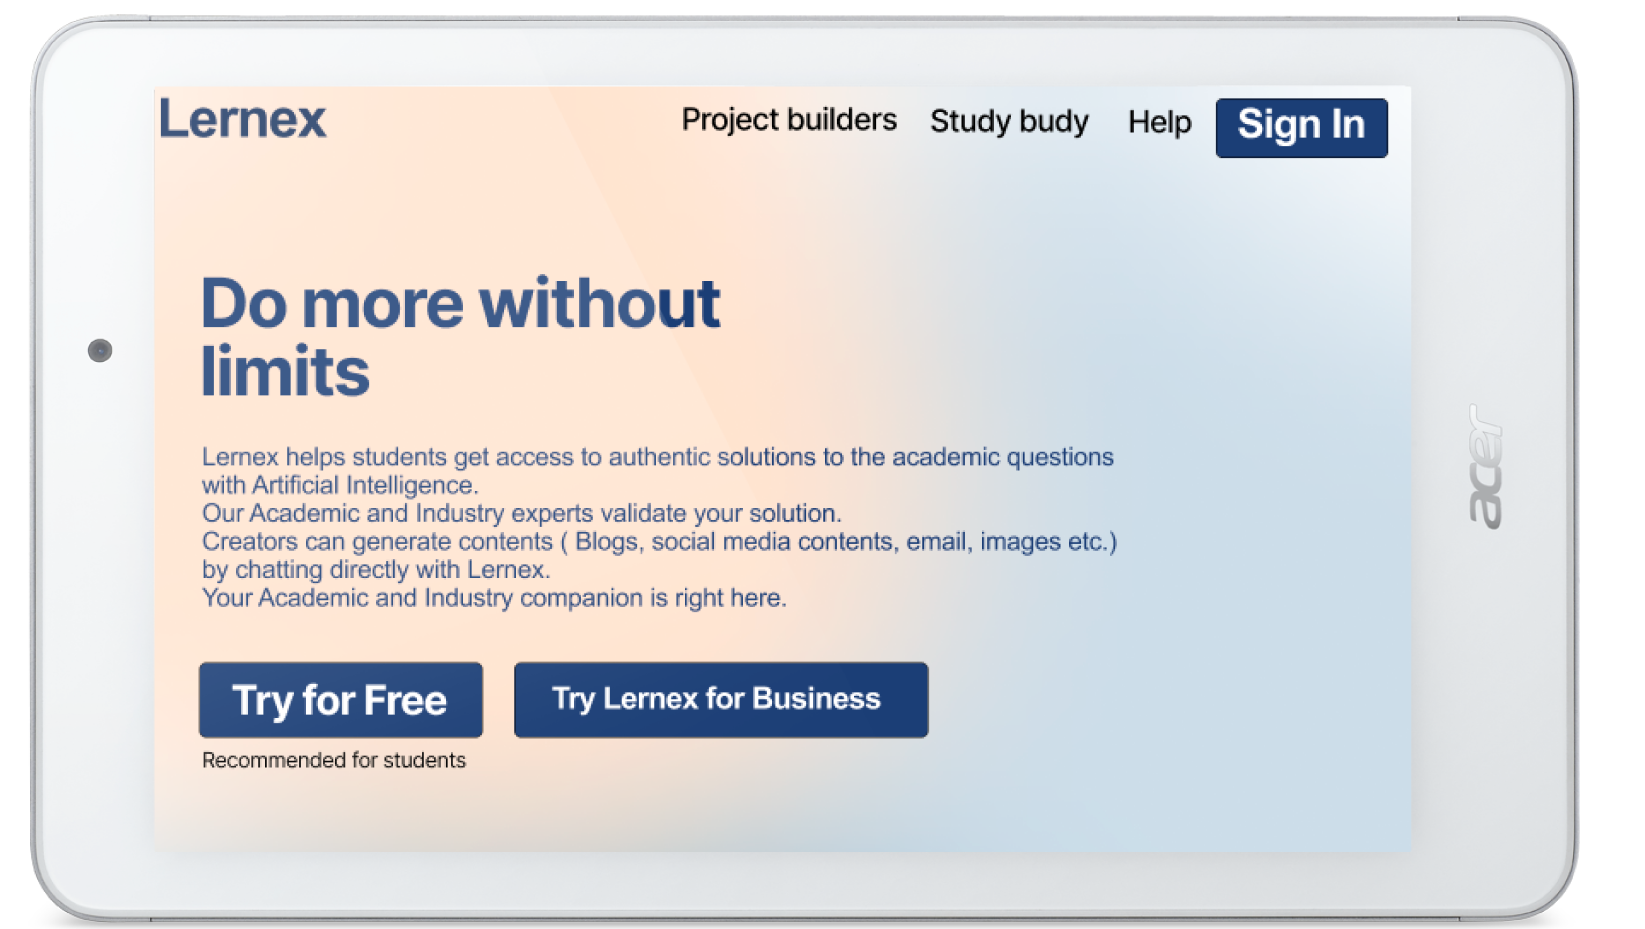 Lernex
Project builders
Study budy
Help
Sign In
Do more without
limits
Lernex helps students get access to authentic solutions to the academic questions
with Artificial Intelligence.
Our Academic and Industry experts validate your solution.
Creators can generate contents ( Blogs, social media contents, email, images etc.)
by chatting directly with Lernex.
Your Academic and Industry companion is right here.
Try for Free
Try Lernex for Business
Recommended for students
acer